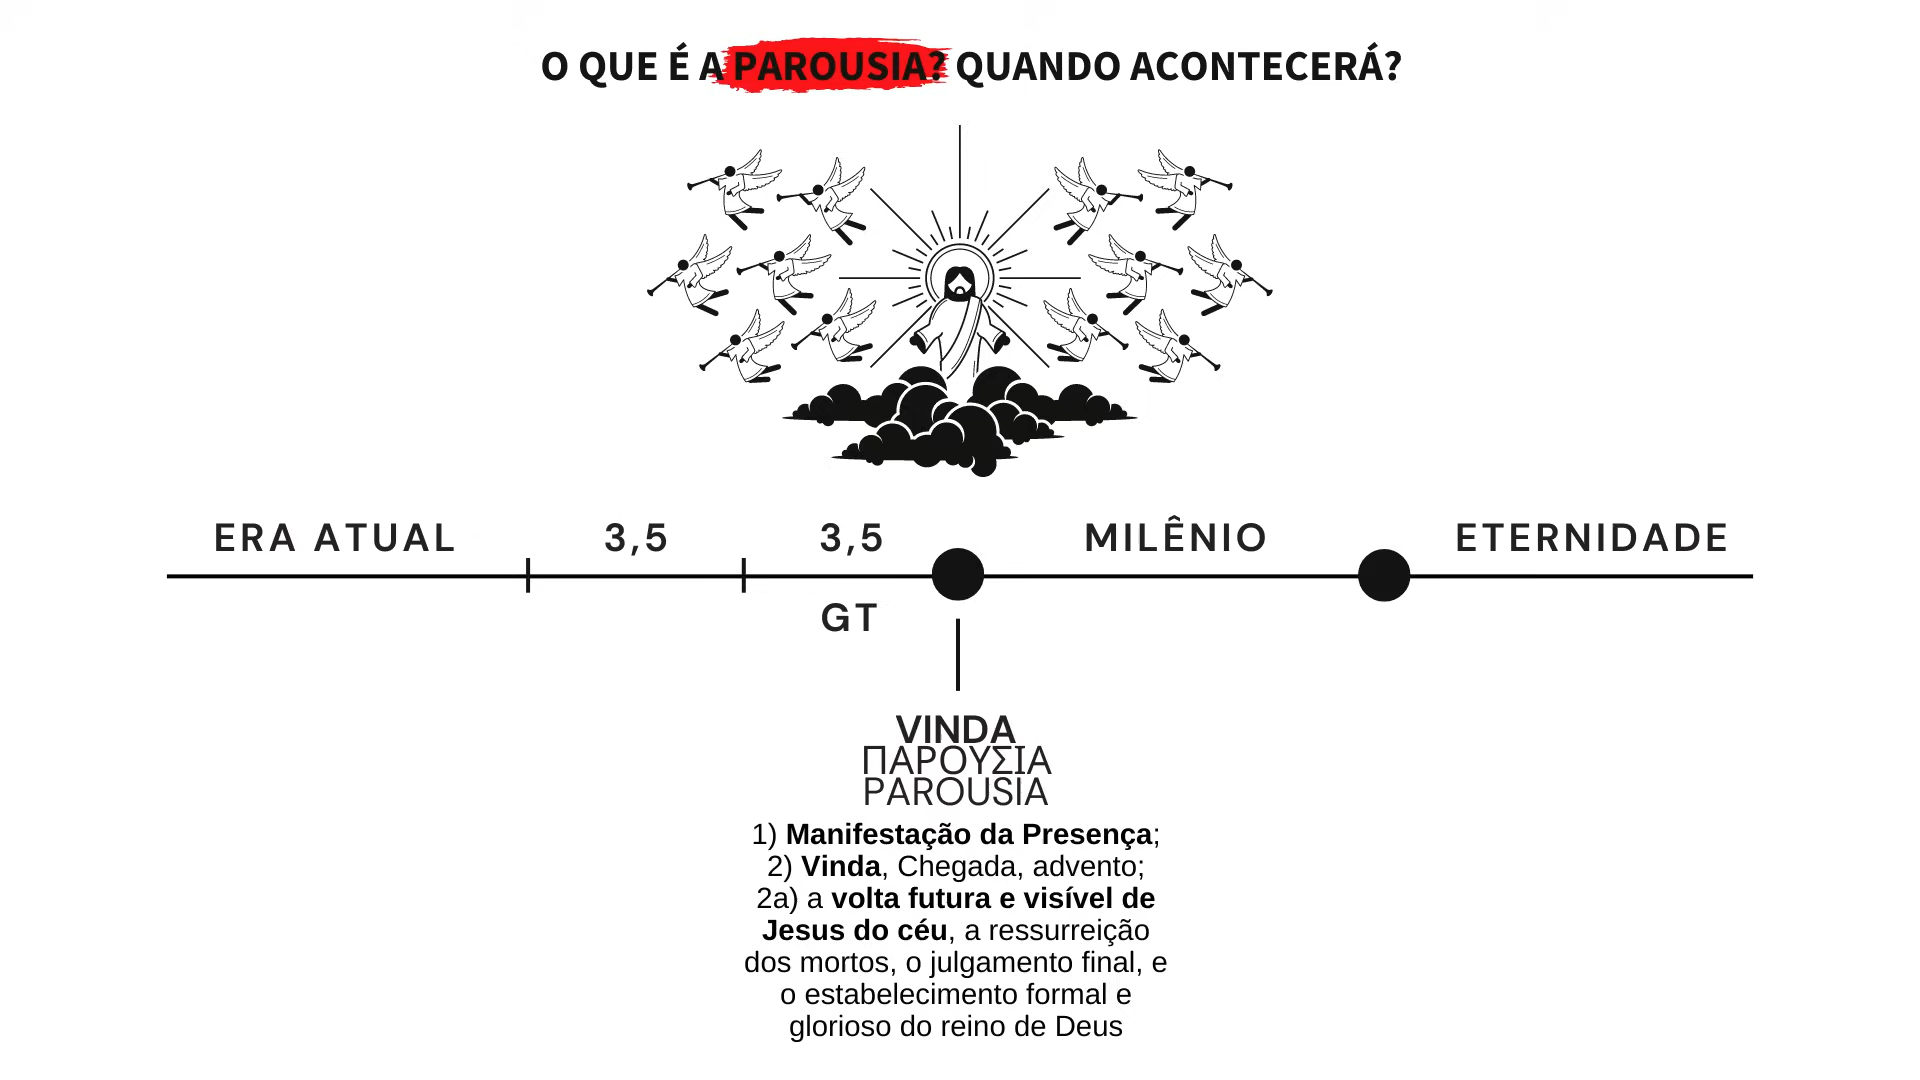 O QUE É A PAROUSIA? QUANDO ACONTECERÁ?
ERA ATUAL 3,5 3,5 MILÊNIO ETERNIDADE
GT
VINDA
ΠΑΡΟΥΣΙΑ
PAROUSIA
1) Manifestação da Presença;
2) Vinda, Chegada, advento;
2a) a volta futura e visível de
Jesus do céu, a ressurreição
dos mortos, o julgamento final, e
o estabelecimento formal e
glorioso do reino de Deus